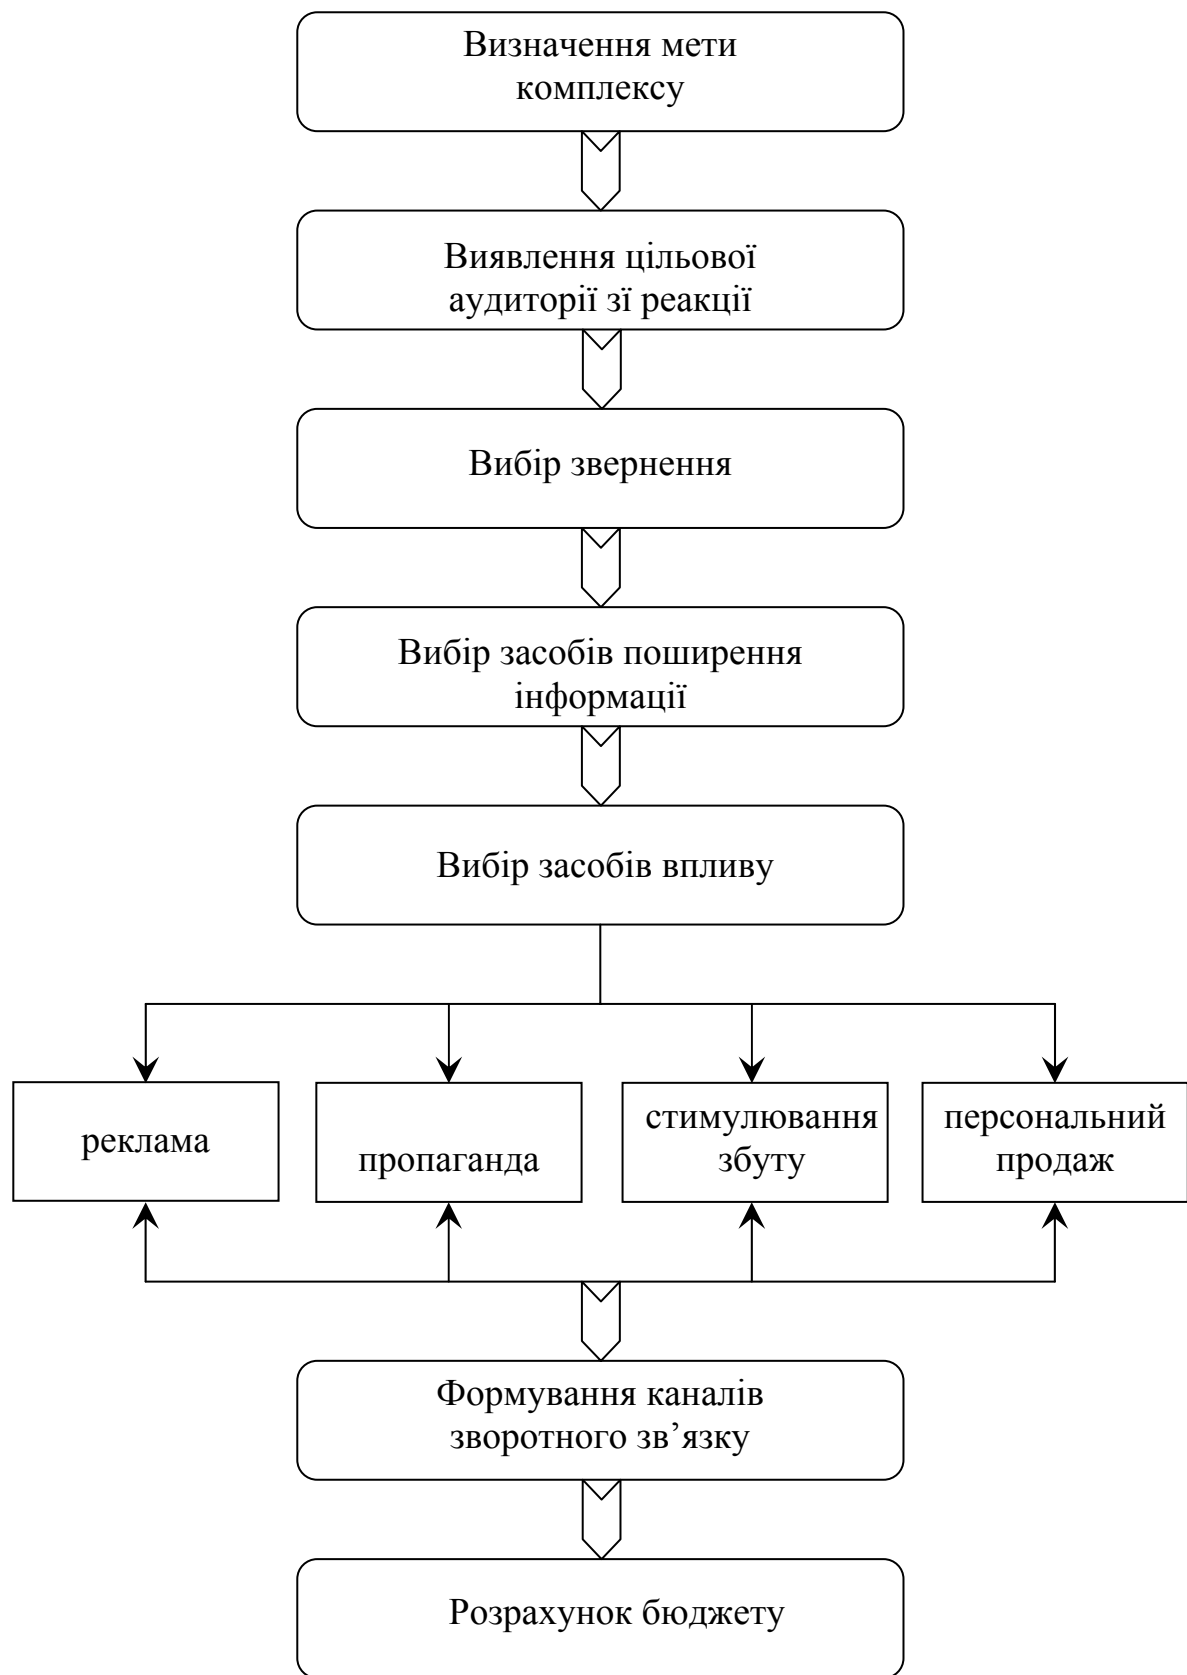 Визначення мети
комплексу
Виявлення цільової
аудиторії зї реакції
Вибір звернення
Вибір засобів поширення
інформації
Вибір засобів впливу
реклама
пропаганда
стимулювання
збуту
персональний
продаж
Формування каналів
зворотного зв’язку
Розрахунок бюджету